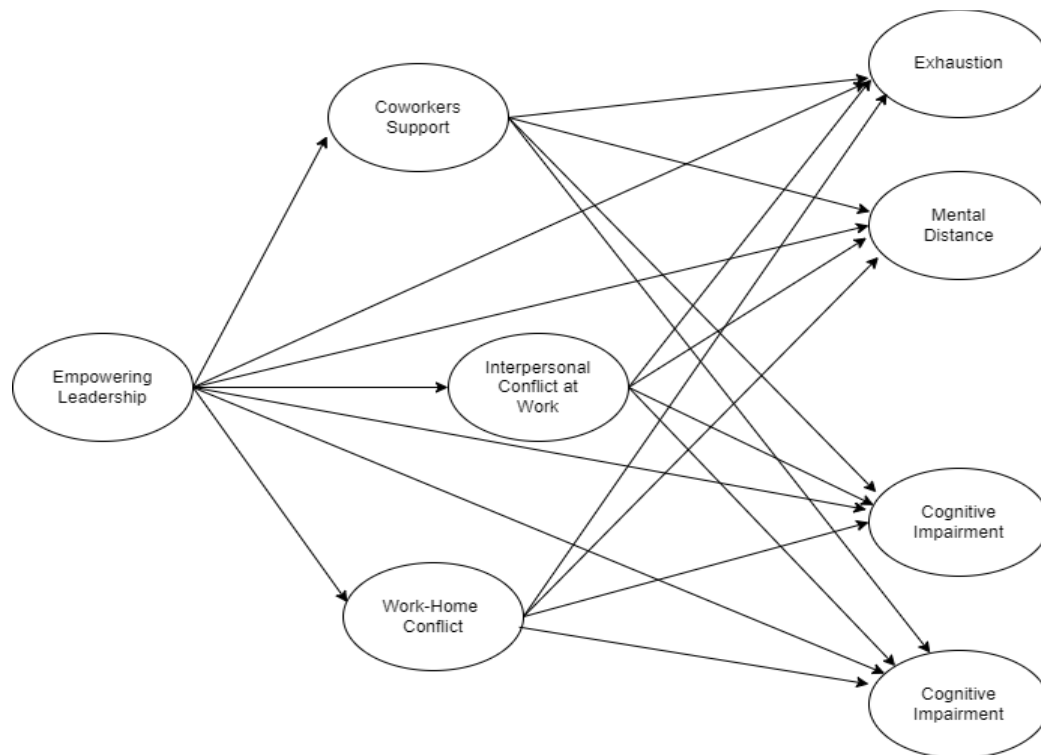 Exhaustion
Coworkers
Support
Mental
Distance
Empowering
Leadership
Interpersonal
Conflict at
Work
Cognitive
Impairment
Work-Home
Conflict
Cognitive
Impairment